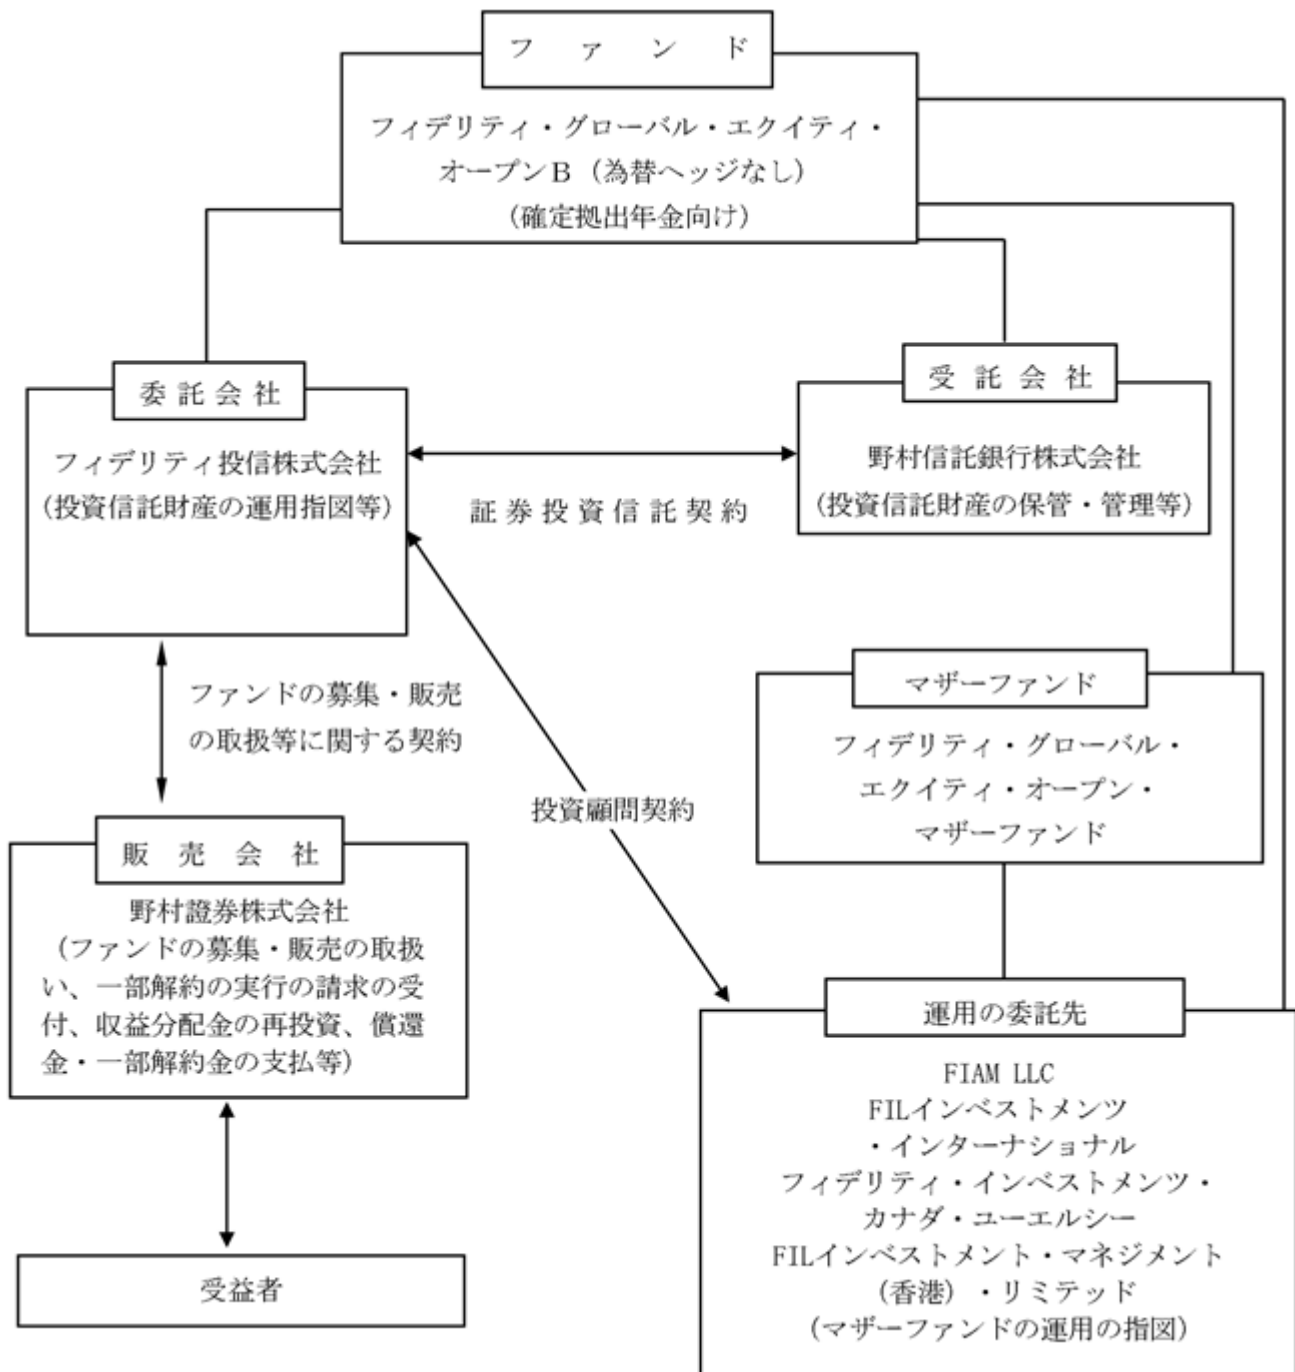 ファンド
フィデリティ・グローバル・エクイティ・
オープンＢ（為替ヘッジなし）
（確定拠出年金向け）
委託会社
フィデリティ投信株式会社
（投資信託財産の運用指図等）
証券投資信託契約
受託会社
野村信託銀行株式会社
（投資信託財産の保管・管理等）
ファンドの募集・販売
の取扱等に関する契約
投資顧問契約
マザーファンド
フィデリティ・グローバル・
エクイティ・オープン・
マザーファンド
販売会社
野村證券株式会社
（ファンドの募集・販売の取扱
い、一部解約の実行の請求の受
付、収益分配金の再投資、償還
金・一部解約金の支払等）
受益者
運用の委託先
FIAM LLC
FILインベストメンツ
・インターナショナル
フィデリティ・インベストメンツ・
カナダ・ユーエルシー
FILインベストメント・マネジメント
（香港）・リミテッド
（マザーファンドの運用の指図）